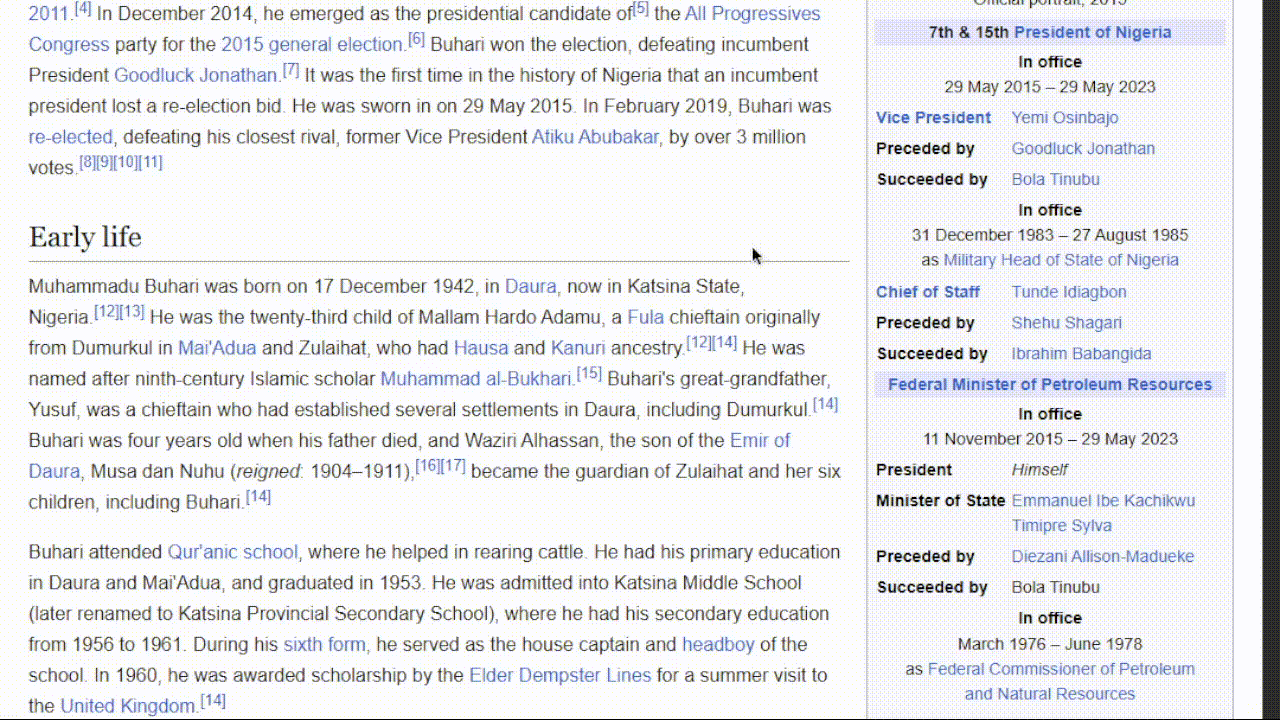 2011.[4] In December 2014, he emerged as the presidential candidate of[5] the All Progressives
Congress party for the 2015 general election.[6] Buhari won the election, defeating incumbent
President Goodluck Jonathan.[7] It was the first time in the history of Nigeria that an incumbent
president lost a re-election bid. He was sworn in on 29 May 2015. In February 2019, Buhari was
re-elected, defeating his closest rival, former Vice President Atiku Abubakar, by over 3 million
votes.[8][9][10][11]
Early life
Muhammadu Buhari was born on 17 December 1942, in Daura, now in Katsina State,
Nigeria.[12][13] He was the twenty-third child of Mallam Hardo Adamu, a Fula chieftain originally
from Dumurkul in Mai'Adua and Zulaihat, who had Hausa and Kanuri ancestry.[12][14] He was
named after ninth-century Islamic scholar Muhammad al-Bukhari.[15] Buhari's great-grandfather,
Yusuf, was a chieftain who had established several settlements in Daura, including Dumurkul.[14]
Buhari was four years old when his father died, and Waziri Alhassan, the son of the Emir of
Daura, Musa dan Nuhu (reigned: 1904–1911),[16][17] became the guardian of Zulaihat and her six
children, including Buhari.[14]
Buhari attended Qur'anic school, where he helped in rearing cattle. He had his primary education
in Daura and Mai'Adua, and graduated in 1953. He was admitted into Katsina Middle School
(later renamed to Katsina Provincial Secondary School), where he had his secondary education
from 1956 to 1961. During his sixth form, he served as the house captain and headboy of the
school. In 1960, he was awarded scholarship by the Elder Dempster Lines for a summer visit to
the United Kingdom.[14]
Official portrait, 2015
7th & 15th President of Nigeria
In office
29 May 2015 – 29 May 2023
Vice President Yemi Osinbajo
Preceded by Goodluck Jonathan
Succeeded by Bola Tinubu
In office
31 December 1983 – 27 August 1985
as Military Head of State of Nigeria
Chief of Staff Tunde Idiagbon
Preceded by Shehu Shagari
Succeeded by Ibrahim Babangida
Federal Minister of Petroleum Resources
In office
11 November 2015 – 29 May 2023
President Himself
Minister of State Emmanuel Ibe Kachikwu
Timipre Sylva
Preceded by Diezani Allison-Madueke
Succeeded by Bola Tinubu
In office
March 1976 – June 1978
as Federal Commissioner of Petroleum
and Natural Resources